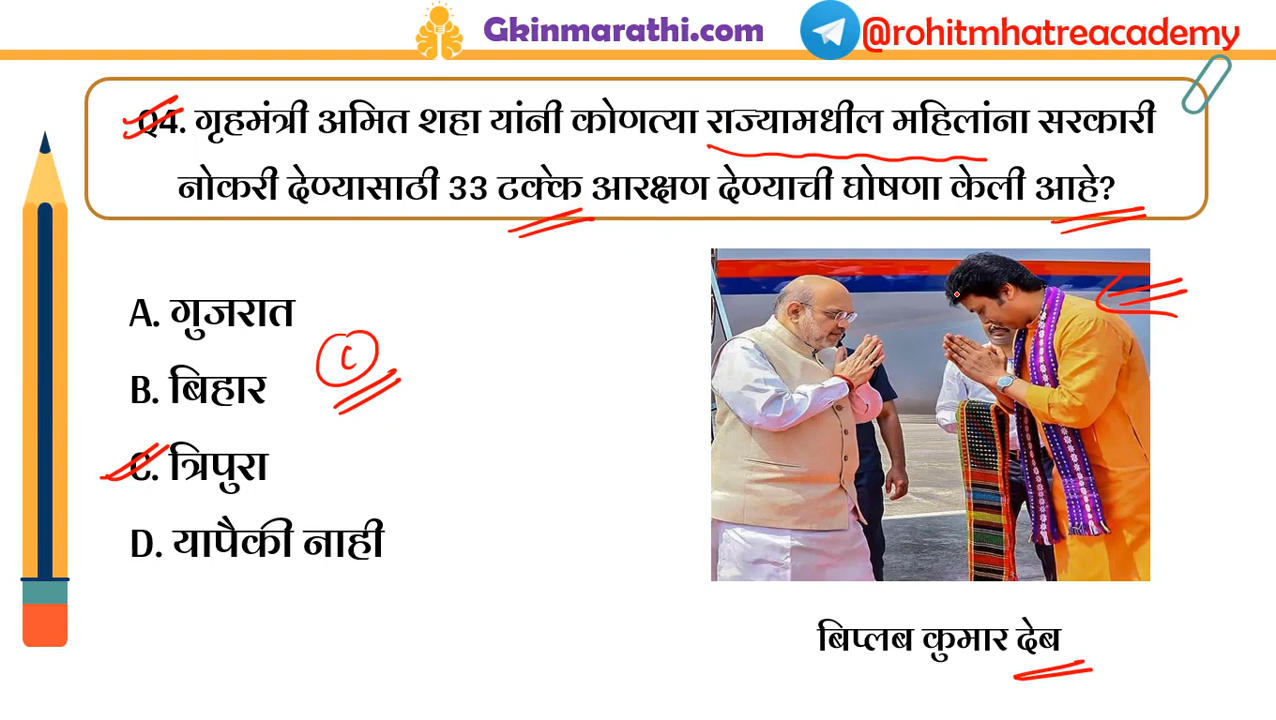 Gkinmarathi.com
@rohitmhatreacademy
Q4. गृहमंत्री अमित शहा यांनी कोणत्या राज्यामधील महिलांना सरकारी
नोकरी देण्यासाठी 33 टक्के आरक्षण देण्याची घोषणा केली आहे?
A. गुजरात
B. बिहार
C
C. त्रिपुरा
D. यापैकी नाही
बिप्लब कुमार देब